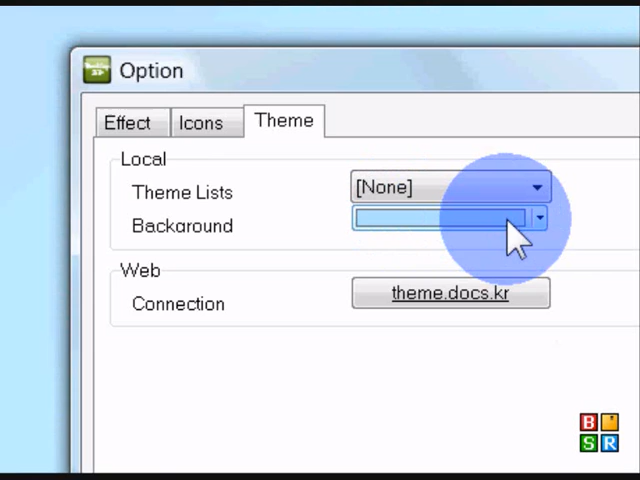 Option
Effect
Icons
Theme
Local
Theme Lists
[None]
Background
Web
Connection
theme.docs.kr
B
S R